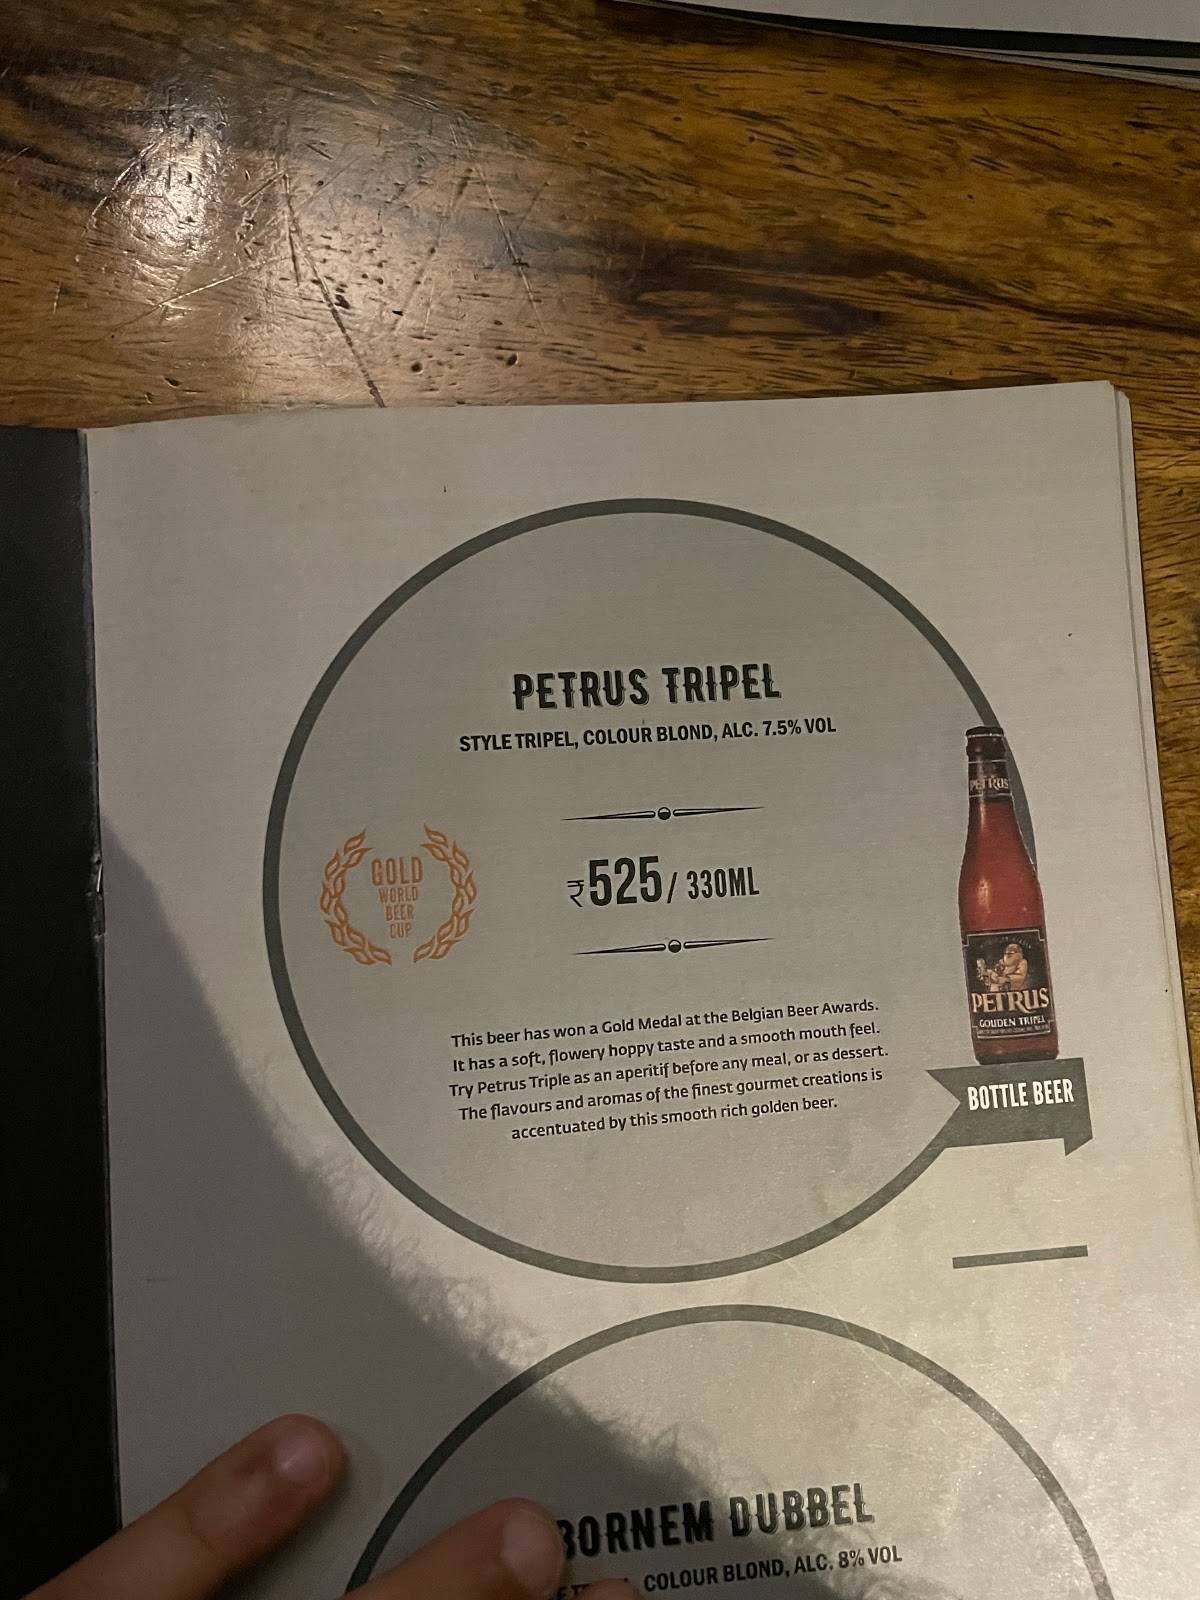 PETRUS TRIPEL
STYLE TRIPEL, COLOUR BLOND, ALC. 7.5% VOL
GOLD
WORLD
BEER
CUP
₹525/ 330ML
This beer has won a Gold Medal at the Belgian Beer Awards.
It has a soft, flowery hoppy taste and a smooth mouth feel.
Try Petrus Triple as an aperitif before any meal, or as dessert.
The flavours and aromas of the finest gourmet creations is
accentuated by this smooth rich golden beer.
PETRUS
PETRUS
GOUDEN TRIPEL
BOTTLE BEER
BORNEM DUBBEL
COLOUR BLOND, ALC. 8% VOL